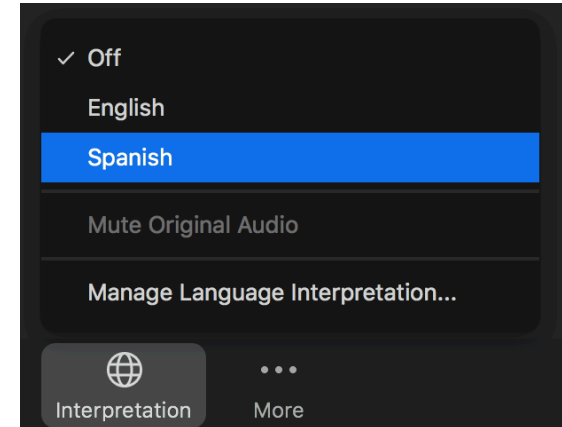 Off
English
Spanish
Mute Original Audio
Manage Language Interpretation...
Interpretation
More